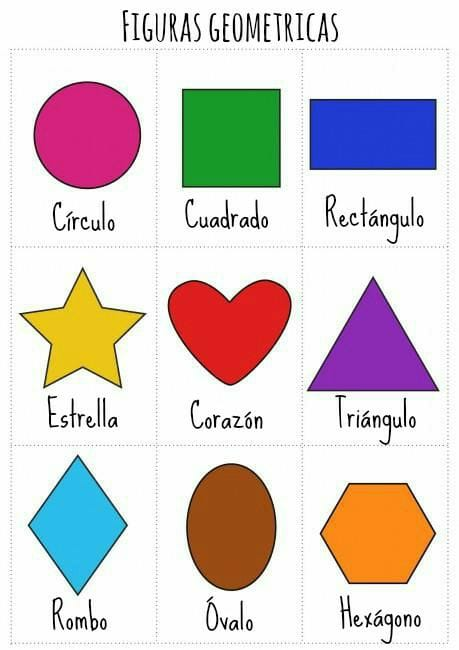 FIGURAS GEOMETRICAS
Círculo
Cuadrado
Rectángulo
Estrella
Corazón
Triángulo
Rombo
Óvalo
Hexágono